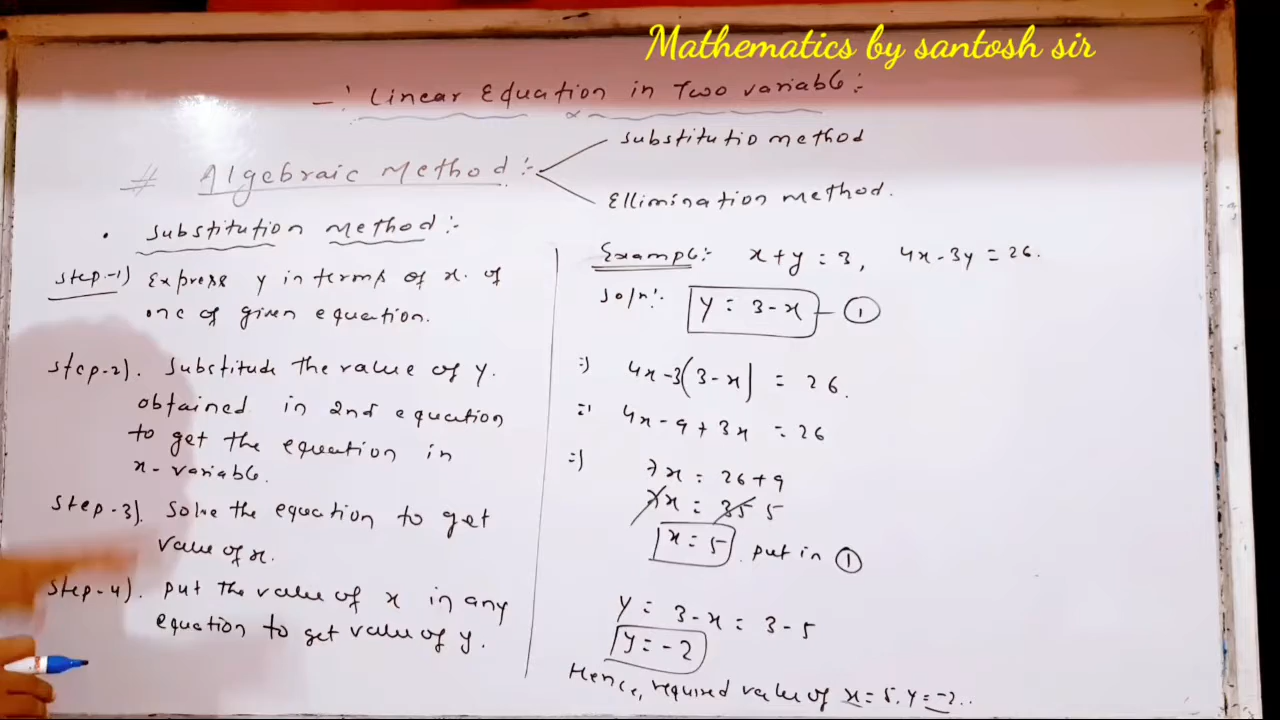 Mathematics by santosh sir
-: Linear Equation in Two variable :-
# Algebraic Method :-
substitutio method
Ellimination method.
• substitution method :-
step-1) Express y in terms of x. of
one of given equation.
step-2). Substitude the value of y.
obtained in 2nd equation
to get the equation in
x-variable.
step-3). Solve the equation to get
value of x.
step-4). put the value of x in any
equation to get value of y.
Example:- x+y = 3, 4x-3y = 26.
Soln:- y = 3-x — ①
=) 4x-3(3-x) = 26.
=) 4x-9+3x = 26
=) 7x = 26+9
7x = 35 5
x = 5 . put in ①
y = 3-x = 3-5
y = -2
Hence, required value of x = 5, y = -2..